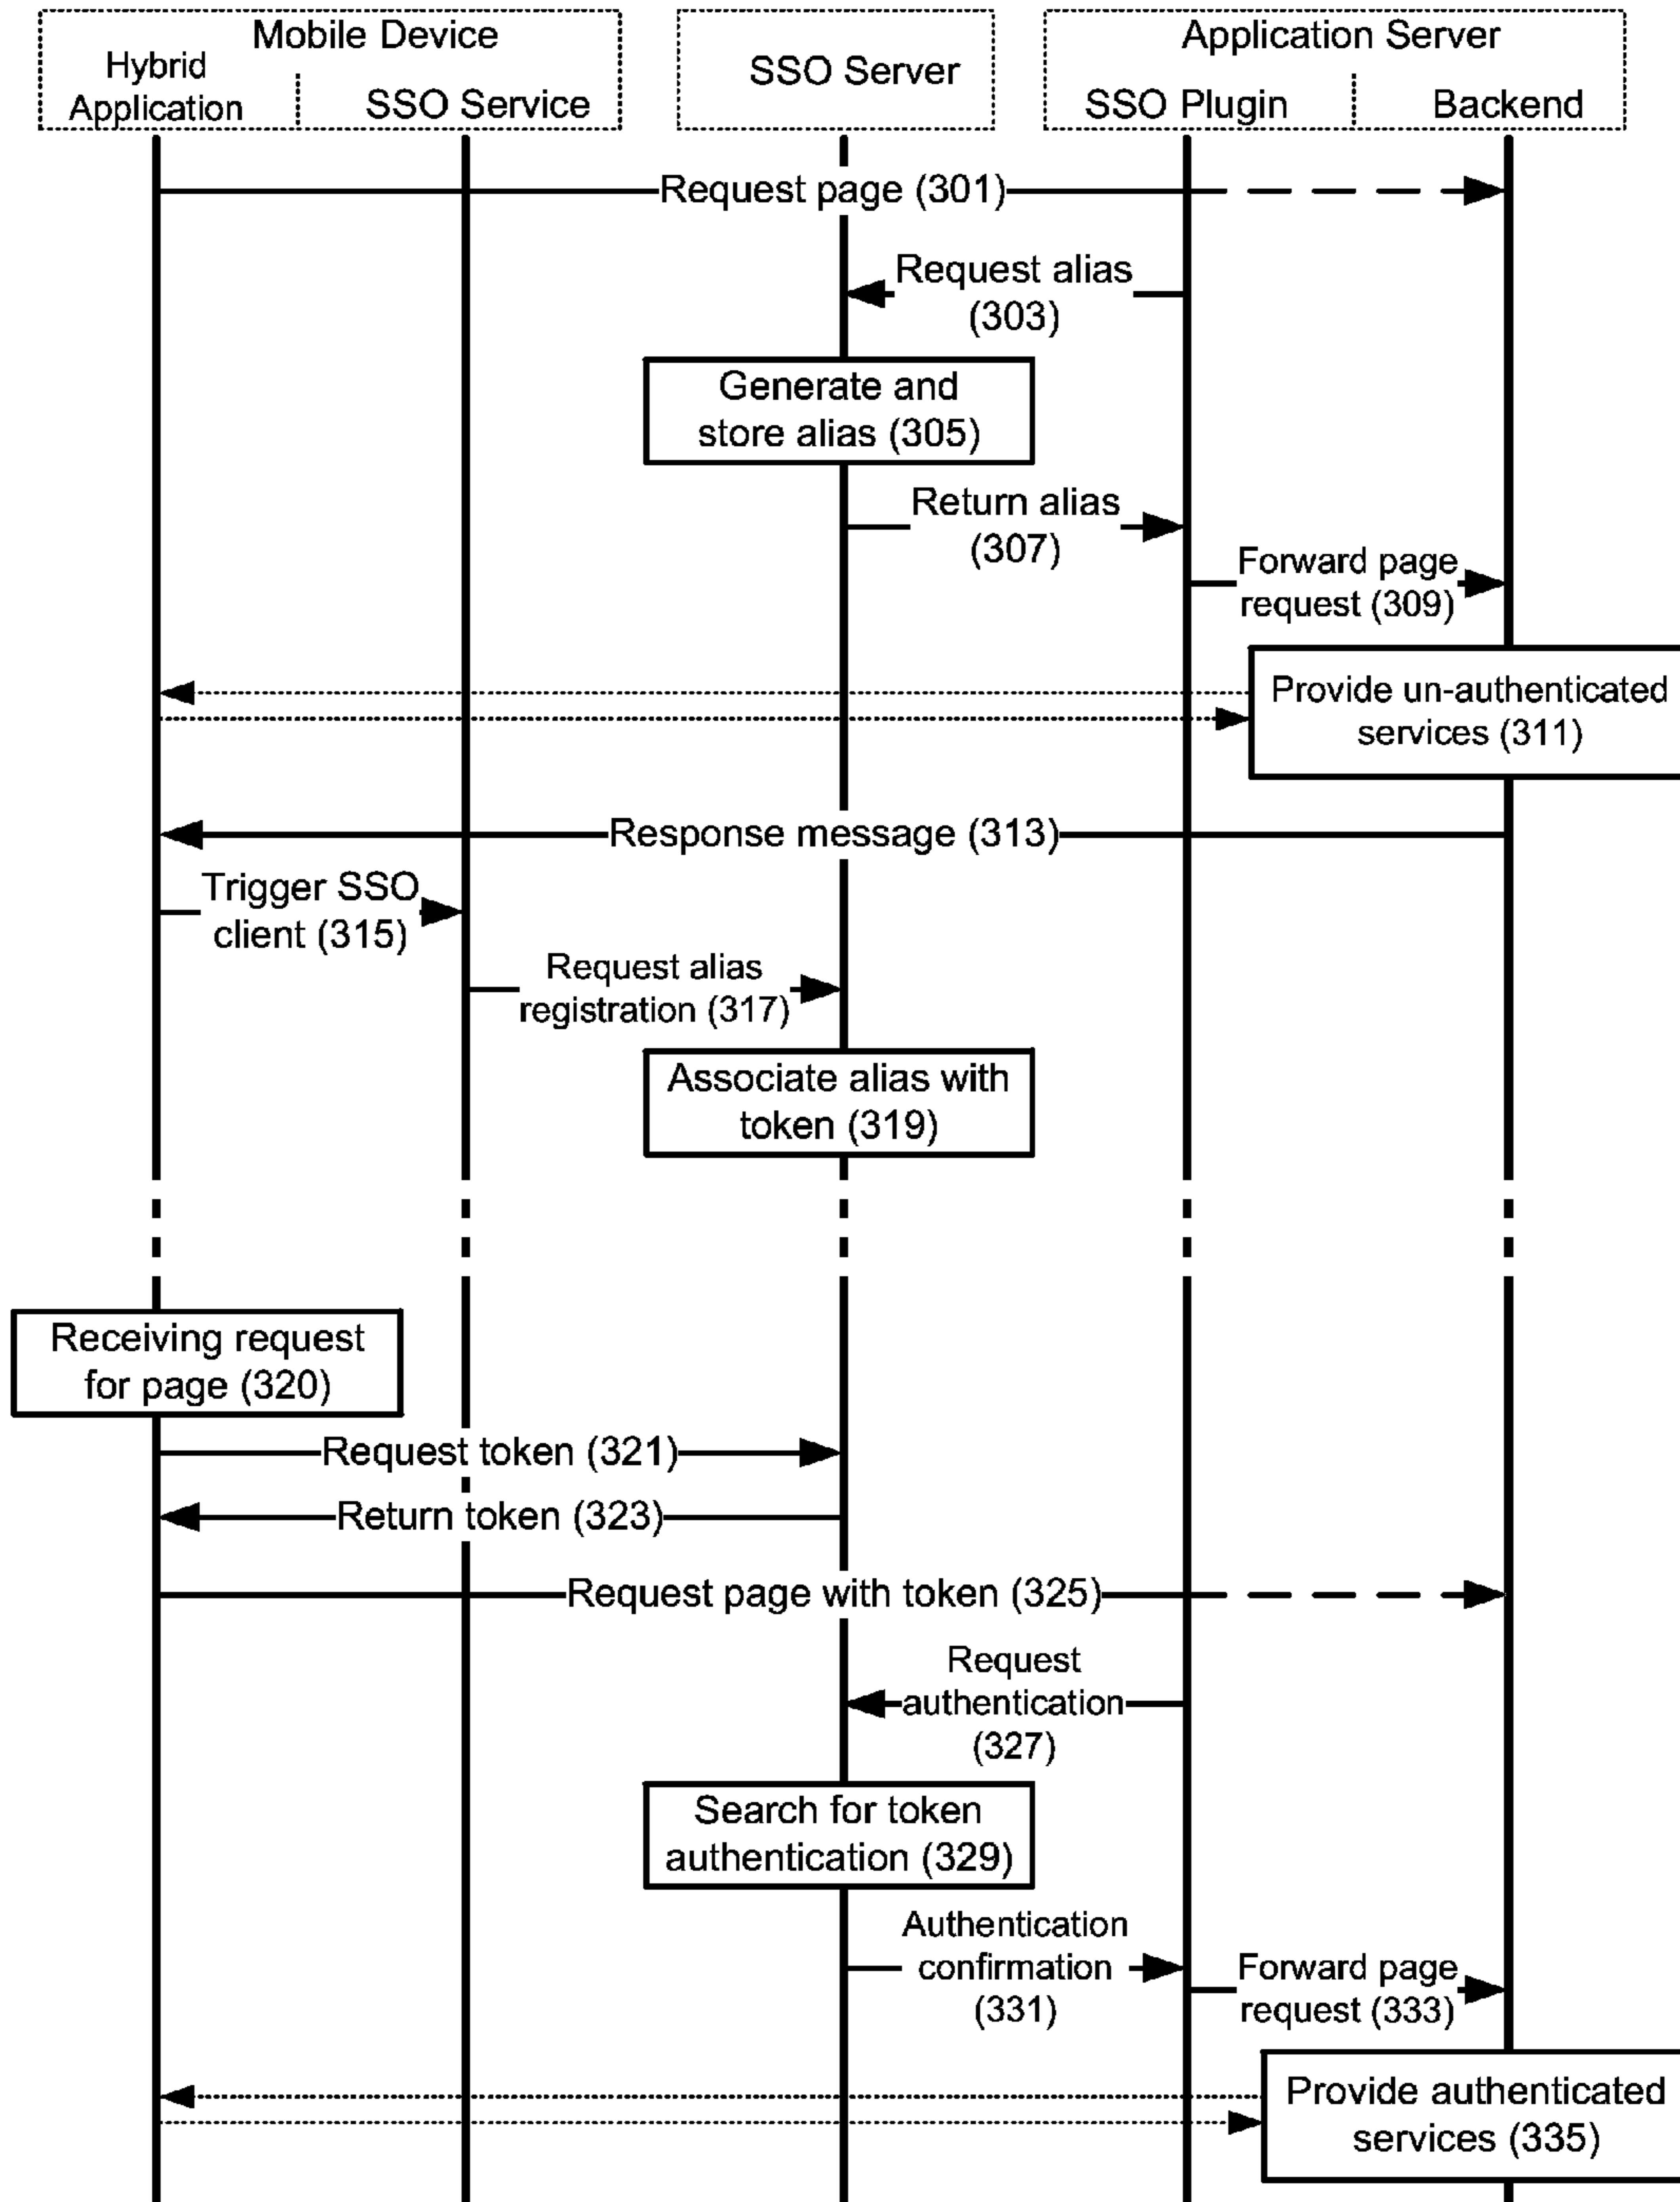 Mobile Device
Hybrid
Application
SSO Service
SSO Server
Application Server
SSO Plugin
Backend
Request page (301)
Request alias
(303)
Generate and
store alias (305)
Return alias
(307)
Forward page
request (309)
Provide un-authenticated
services (311)
Response message (313)
Trigger SSO
client (315)
Request alias
registration (317)
Associate alias with
token (319)
Receiving request
for page (320)
Request token (321)
Return token (323)
Request page with token (325)
Request
authentication
(327)
Search for token
authentication (329)
Authentication
confirmation
(331)
Forward page
request (333)
Provide authenticated
services (335)